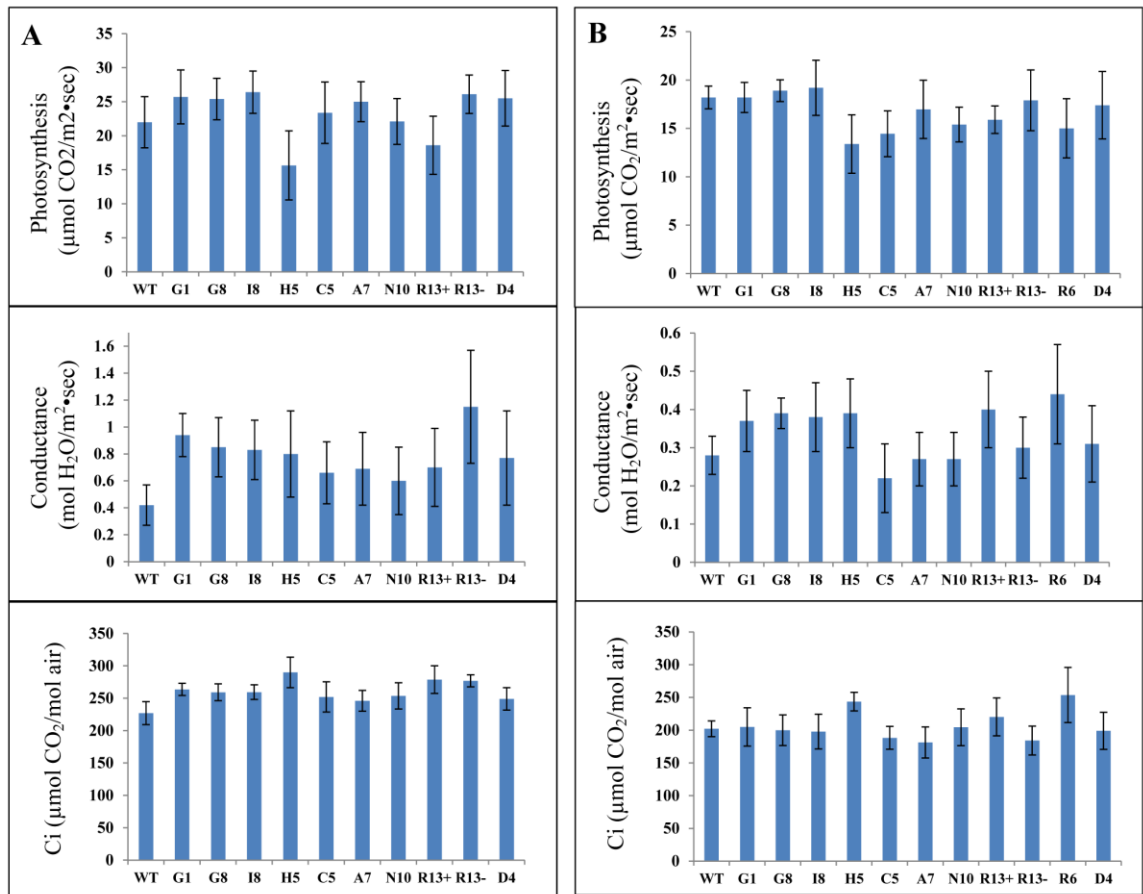 A
Photosynthesis
(µmol CO2/m2•sec)
40
35
30
25
20
15
10
5
0
WT G1 G8 I8 H5 C5 A7 N10 R13+ R13- D4
Conductance
(mol H₂O/m²•sec)
1.6
1.4
1.2
1
0.8
0.6
0.4
0.2
0
WT G1 G8 I8 H5 C5 A7 N10 R13+ R13- D4
Ci (µmol CO₂/mol air)
350
300
250
200
150
100
50
0
WT G1 G8 I8 H5 C5 A7 N10 R13+ R13- D4
B
Photosynthesis
(µmol CO₂/m²•sec)
25
20
15
10
5
0
WT G1 G8 I8 H5 C5 A7 N10 R13+ R13- R6 D4
Conductance
(mol H₂O/m²•sec)
0.6
0.5
0.4
0.3
0.2
0.1
0
WT G1 G8 I8 H5 C5 A7 N10 R13+ R13- R6 D4
Ci (µmol CO₂/mol air)
350
300
250
200
150
100
50
0
WT G1 G8 I8 H5 C5 A7 N10 R13+ R13- R6 D4